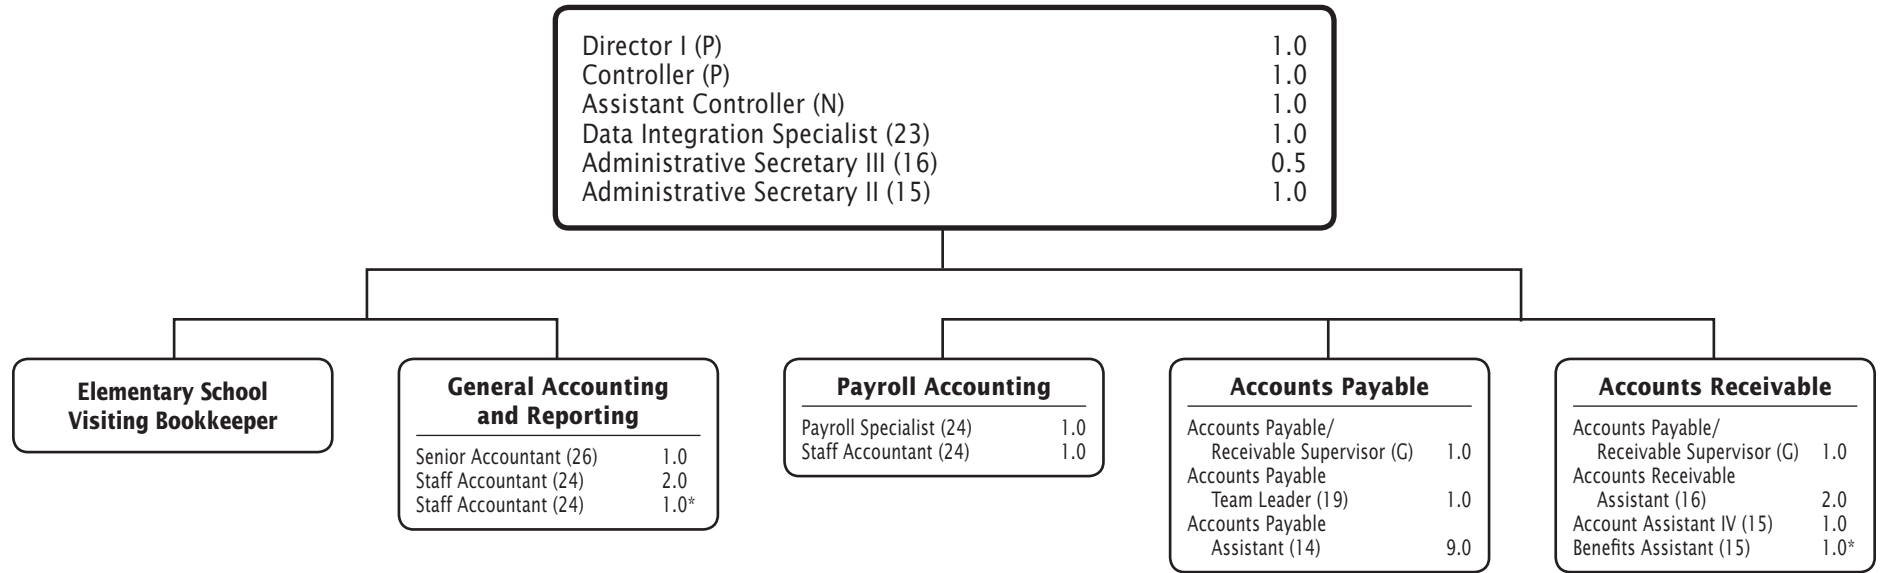 Director I (P) 1.0
Controller (P) 1.0
Assistant Controller (N) 1.0
Data Integration Specialist (23) 1.0
Administrative Secretary III (16) 0.5
Administrative Secretary II (15) 1.0
Elementary School
Visiting Bookkeeper
General Accounting
and Reporting
Senior Accountant (26) 1.0
Staff Accountant (24) 2.0
Staff Accountant (24) 1.0*
Payroll Accounting
Payroll Specialist (24) 1.0
Staff Accountant (24) 1.0
Accounts Payable
Accounts Payable/
Receivable Supervisor (G) 1.0
Accounts Payable
Team Leader (19) 1.0
Accounts Payable
Assistant (14) 9.0
Accounts Receivable
Accounts Payable/
Receivable Supervisor (G) 1.0
Accounts Receivable
Assistant (16) 2.0
Account Assistant IV (15) 1.0
Benefits Assistant (15) 1.0*